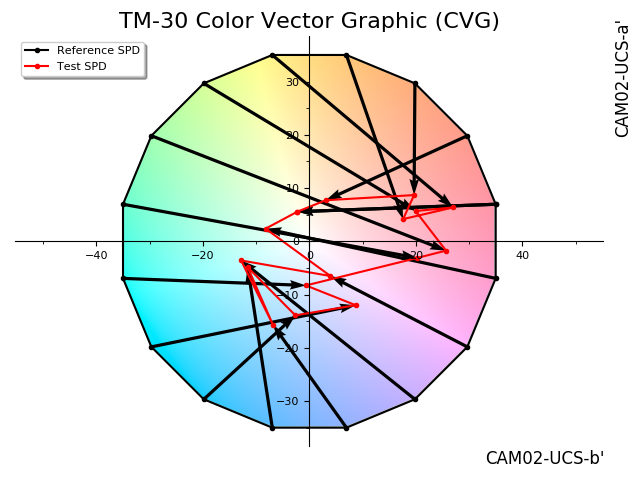 TM-30 Color Vector Graphic (CVG)
Reference SPD
Test SPD
CAM02-UCS-a'
30
20
10
0
−40
−20
0
20
40
−10
−20
−30
CAM02-UCS-b'